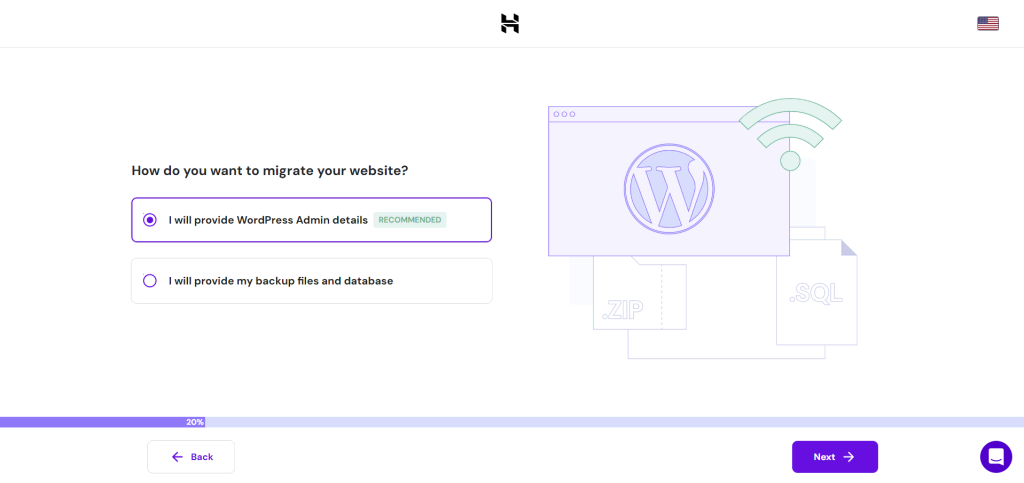 How do you want to migrate your website?
I will provide WordPress Admin details RECOMMENDED
I will provide my backup files and database
.ZIP
.SQL
20%
Back
Next